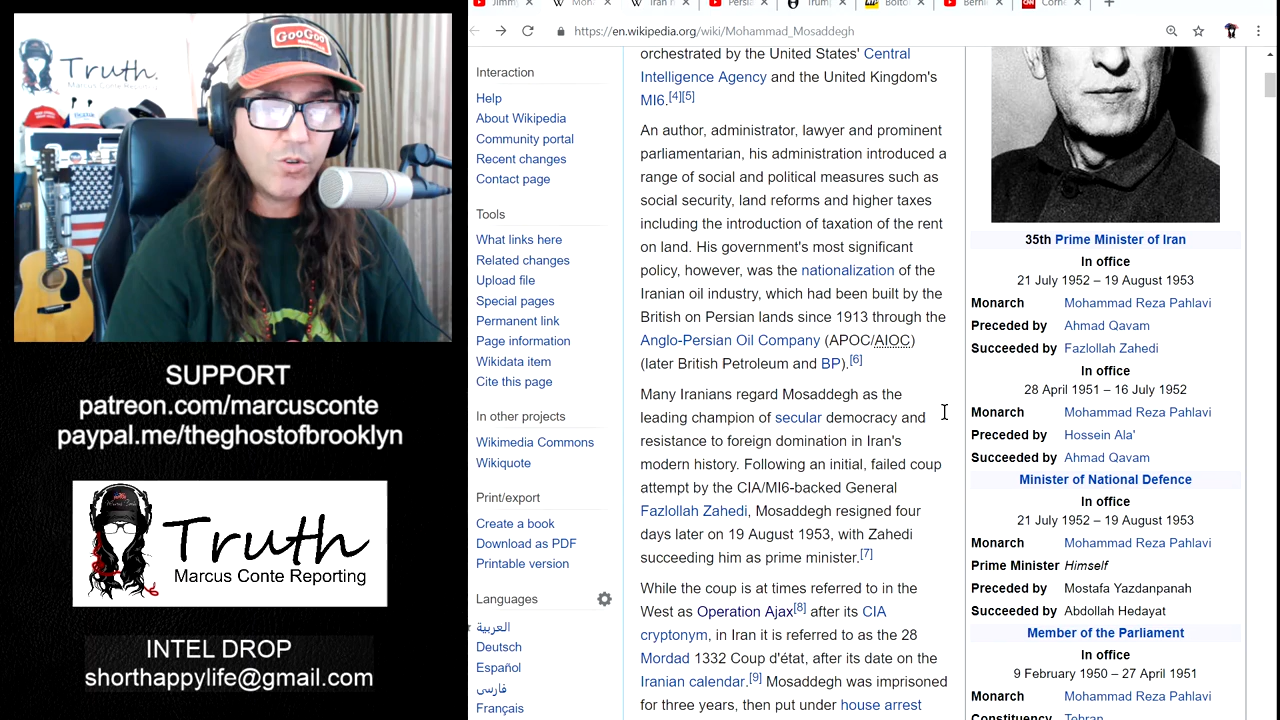 Truth.
Marcus Conte Reporting
GooGoo
SUPPORT
patreon.com/marcusconte
paypal.me/theghostofbrooklyn
Truth
Marcus Conte Reporting
INTEL DROP
shorthappylife@gmail.com
Jimmy
W
Moha
W
Iran h
Persia
Trump
Bolto
Berni
CNN
Corne
https://en.wikipedia.org/wiki/Mohammad_Mosaddegh
Interaction
Help
About Wikipedia
Community portal
Recent changes
Contact page
Tools
What links here
Related changes
Upload file
Special pages
Permanent link
Page information
Wikidata item
Cite this page
In other projects
Wikimedia Commons
Wikiquote
Print/export
Create a book
Download as PDF
Printable version
Languages
العربية
Deutsch
Español
فارسی
Français
orchestrated by the United States' Central
Intelligence Agency and the United Kingdom's
MI6.[4][5]
An author, administrator, lawyer and prominent
parliamentarian, his administration introduced a
range of social and political measures such as
social security, land reforms and higher taxes
including the introduction of taxation of the rent
on land. His government's most significant
policy, however, was the nationalization of the
Iranian oil industry, which had been built by the
British on Persian lands since 1913 through the
Anglo-Persian Oil Company (APOC/AIOC)
(later British Petroleum and BP).[6]
Many Iranians regard Mosaddegh as the
leading champion of secular democracy and
resistance to foreign domination in Iran's
modern history. Following an initial, failed coup
attempt by the CIA/MI6-backed General
Fazlollah Zahedi, Mosaddegh resigned four
days later on 19 August 1953, with Zahedi
succeeding him as prime minister.[7]
While the coup is at times referred to in the
West as Operation Ajax[8] after its CIA
cryptonym, in Iran it is referred to as the 28
Mordad 1332 Coup d'état, after its date on the
Iranian calendar.[9] Mosaddegh was imprisoned
for three years, then put under house arrest
35th Prime Minister of Iran
In office
21 July 1952 – 19 August 1953
Monarch Mohammad Reza Pahlavi
Preceded by Ahmad Qavam
Succeeded by Fazlollah Zahedi
In office
28 April 1951 – 16 July 1952
Monarch Mohammad Reza Pahlavi
Preceded by Hossein Ala'
Succeeded by Ahmad Qavam
Minister of National Defence
In office
21 July 1952 – 19 August 1953
Monarch Mohammad Reza Pahlavi
Prime Minister Himself
Preceded by Mostafa Yazdanpanah
Succeeded by Abdollah Hedayat
Member of the Parliament
In office
9 February 1950 – 27 April 1951
Monarch Mohammad Reza Pahlavi
Constituency Tehran